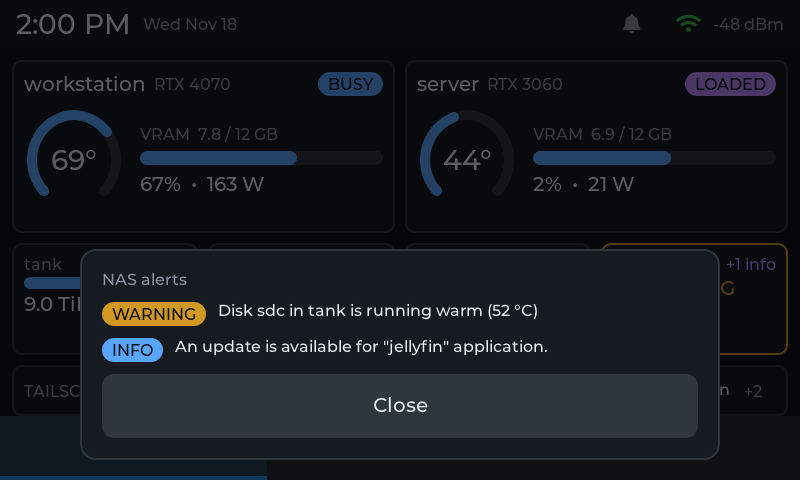 2:00 PM Wed Nov 18 -48 dBm
workstation RTX 4070 BUSY
69°
VRAM 7.8 / 12 GB
67% • 163 W
server RTX 3060 LOADED
44°
VRAM 6.9 / 12 GB
2% • 21 W
tank
9.0
+1 info
NAS alerts
WARNING Disk sdc in tank is running warm (52 °C)
INFO An update is available for "jellyfin" application.
Close
+2